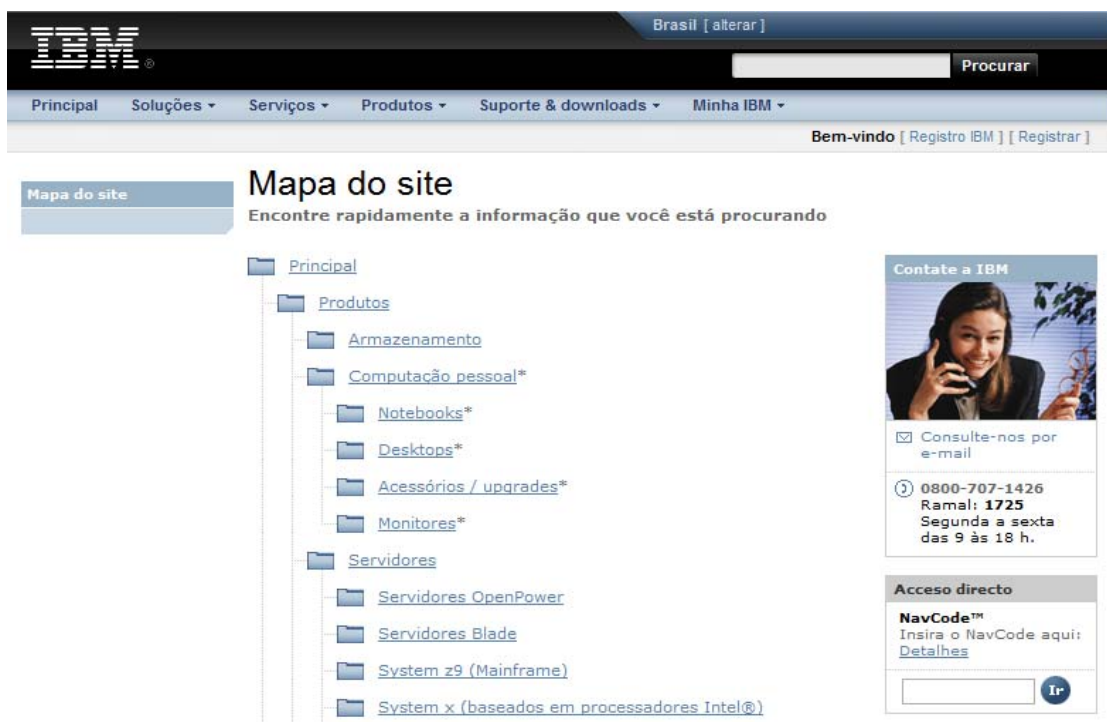 Brasil [ alterar ]
IBM ®
Procurar
Principal Soluções Serviços Produtos Suporte & downloads Minha IBM
Bem-vindo [ Registro IBM ] [ Registrar ]
Mapa do site
Mapa do site
Encontre rapidamente a informação que você está procurando
Principal
Produtos
Armazenamento
Computação pessoal*
Notebooks*
Desktops*
Acessórios / upgrades*
Monitores*
Servidores
Servidores OpenPower
Servidores Blade
System z9 (Mainframe)
System x (baseados em processadores Intel®)
Contate a IBM
Consulte-nos por
e-mail
0800-707-1426
Ramal: 1725
Segunda a sexta
das 9 às 18 h.
Acceso directo
NavCode™
Insira o NavCode aqui:
Detalhes
Ir